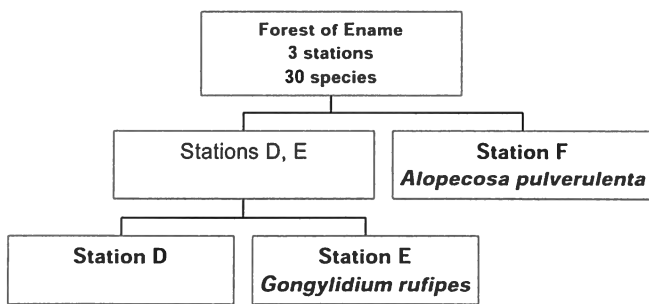 Forest of Ename
3 stations
30 species
Stations D, E
Station F
Alopecosa pulverulenta
Station D
Station E
Gongylidium rufipes